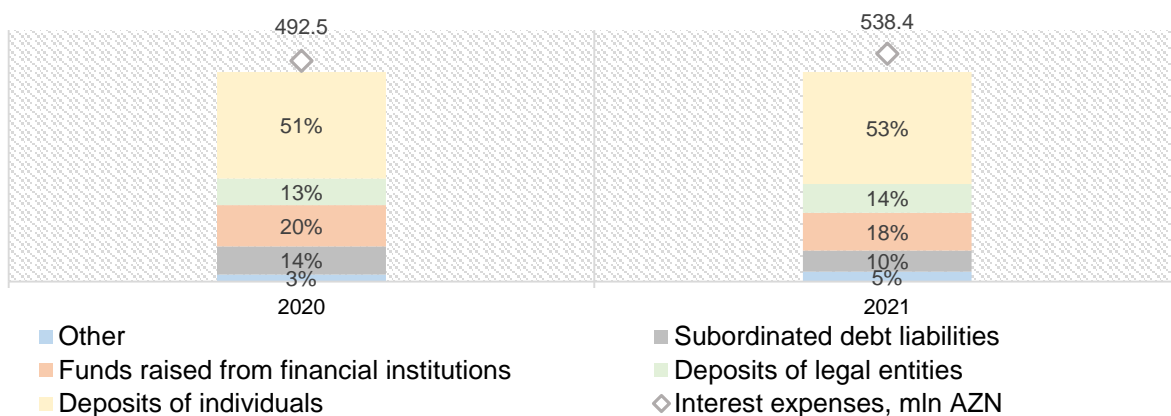 492.5 538.4
51% 53%
13% 14%
20% 18%
14% 10%
3% 5%
2020 2021
Other Subordinated debt liabilities
Funds raised from financial institutions Deposits of legal entities
Deposits of individuals Interest expenses, mln AZN